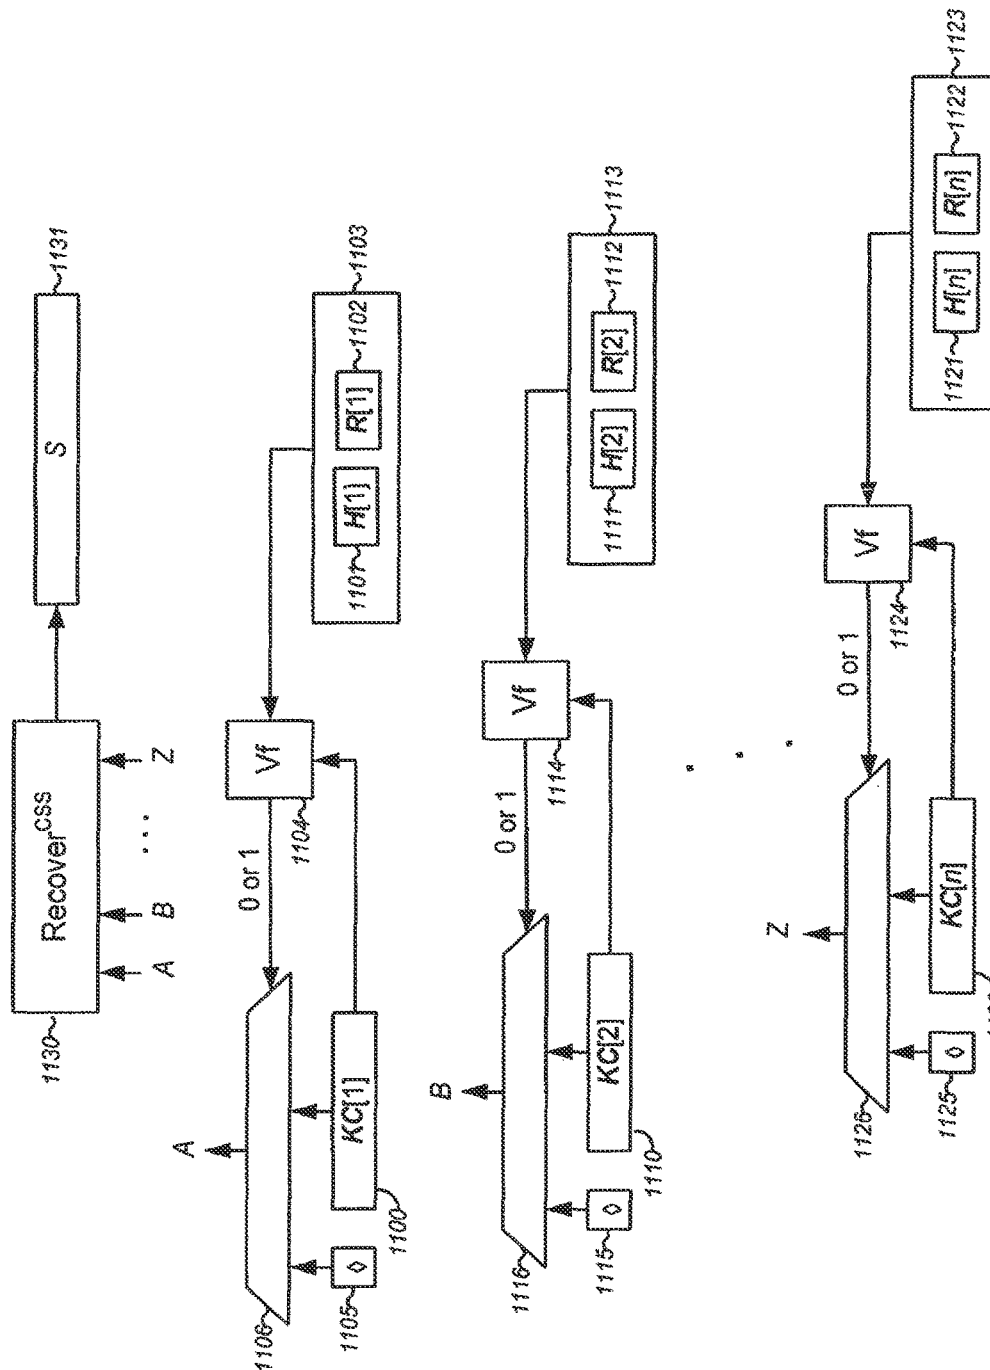 1130
Recover^CSS
A
B
...
Z
S
1131
A
1106
1105
◊
KC[1]
1100
0 or 1
Vf
1104
H[1]
1101
R[1]
1102
1103
B
1116
1115
◊
KC[2]
1110
0 or 1
Vf
1114
H[2]
1111
R[2]
1112
1113
. . .
Z
1126
1125
◊
KC[n]
0 or 1
Vf
1124
H[n]
1121
R[n]
1122
1123